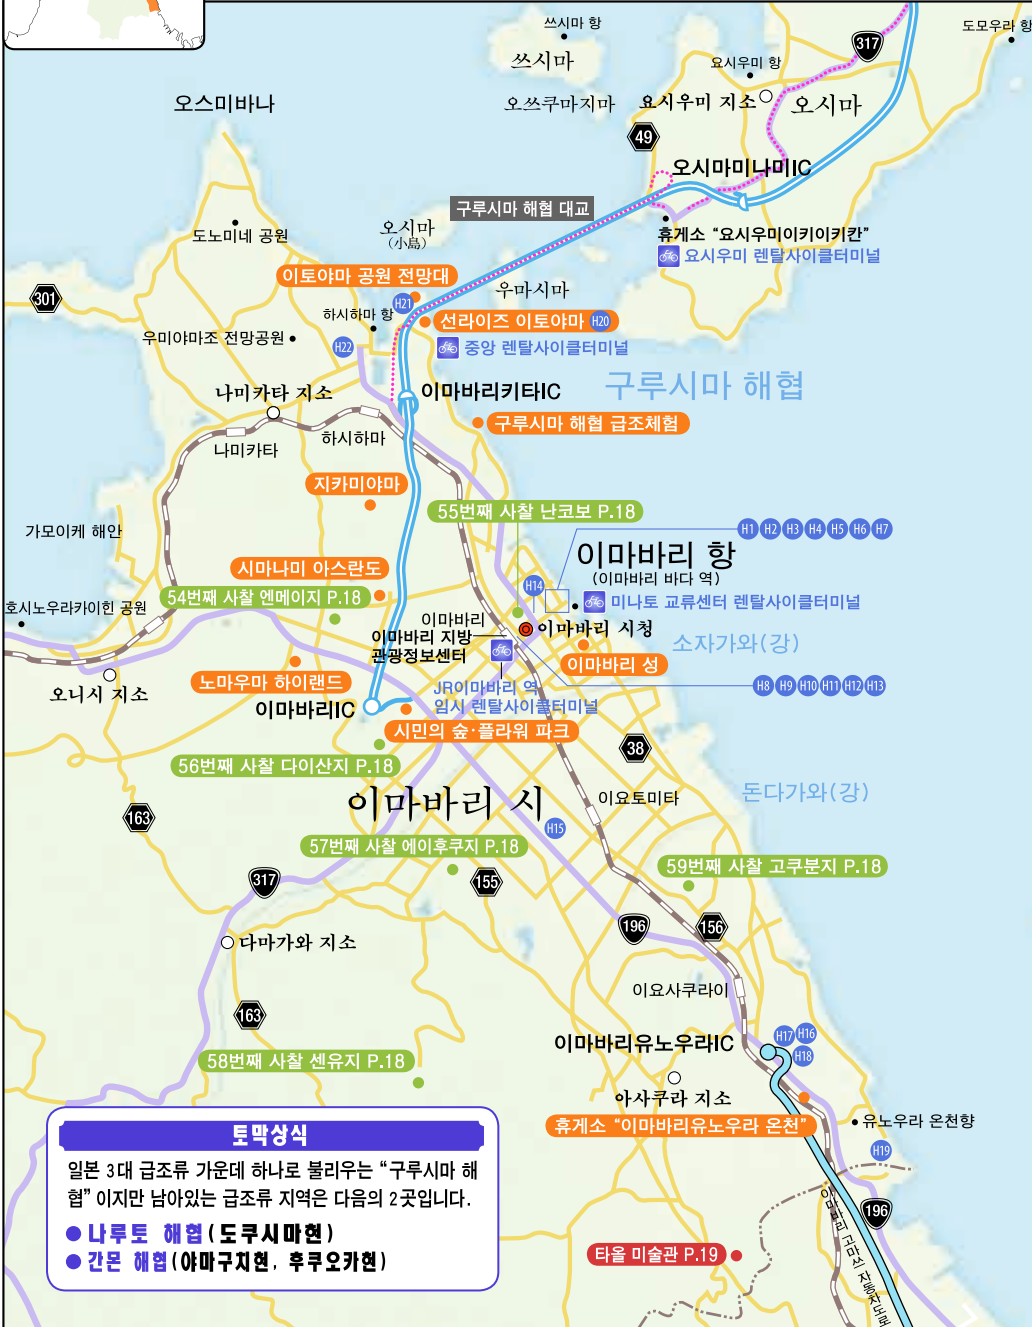 쓰시마 항
도모우라 항
317
쓰시마
요시우미 항
오스미바나
오쓰쿠마지마
요시우미 지소
오시마
49
오시마미나미IC
구루시마 해협 대교
오시마
(小島)
도노미네 공원
휴게소 “요시우미이키이키칸”
요시우미 렌탈사이클터미널
이토야마 공원 전망대
우마시마
301
H21
하시하마 항
선라이즈 이토야마 H20
우미야마조 전망공원
H22
중앙 렌탈사이클터미널
구루시마 해협
나미카타 지소
이마바리키타IC
구루시마 해협 급조체험
하시하마
나미카타
지카미야마
55번째 사찰 난코보 P.18
가모이케 해안
H1 H2 H3 H4 H5 H6 H7
이마바리 항
(이마바리 바다 역)
시마나미 아스란도
H14
54번째 사찰 엔메이지 P.18
미나토 교류센터 렌탈사이클터미널
호시노우라카이힌 공원
이마바리
이마바리 시청
이마바리 지방
관광정보센터
소자가와(강)
이마바리 성
노마우마 하이랜드
JR이마바리 역
임시 렌탈사이클터미널
H8 H9 H10 H11 H12 H13
오니시 지소
이마바리IC
시민의 숲·플라워 파크
38
56번째 사찰 다이산지 P.18
돈다가와(강)
이마바리 시
이요토미타
163
H15
57번째 사찰 에이후쿠지 P.18
59번째 사찰 고쿠분지 P.18
317
155
196
156
다마가와 지소
이요사쿠라이
163
이마바리유노우라IC
H17 H16
H18
58번째 사찰 센유지 P.18
아사쿠라 지소
휴게소 “이마바리유노우라 온천”
유노우라 온천향
H19
이마바리 고마쓰 자동차도로
196
타올 미술관 P.19
토막상식
일본 3대 급조류 가운데 하나로 불리우는 “구루시마 해
협” 이지만 남아있는 급조류 지역은 다음의 2곳입니다.
● 나루토 해협(도쿠시마현)
● 간몬 해협(야마구치현, 후쿠오카현)